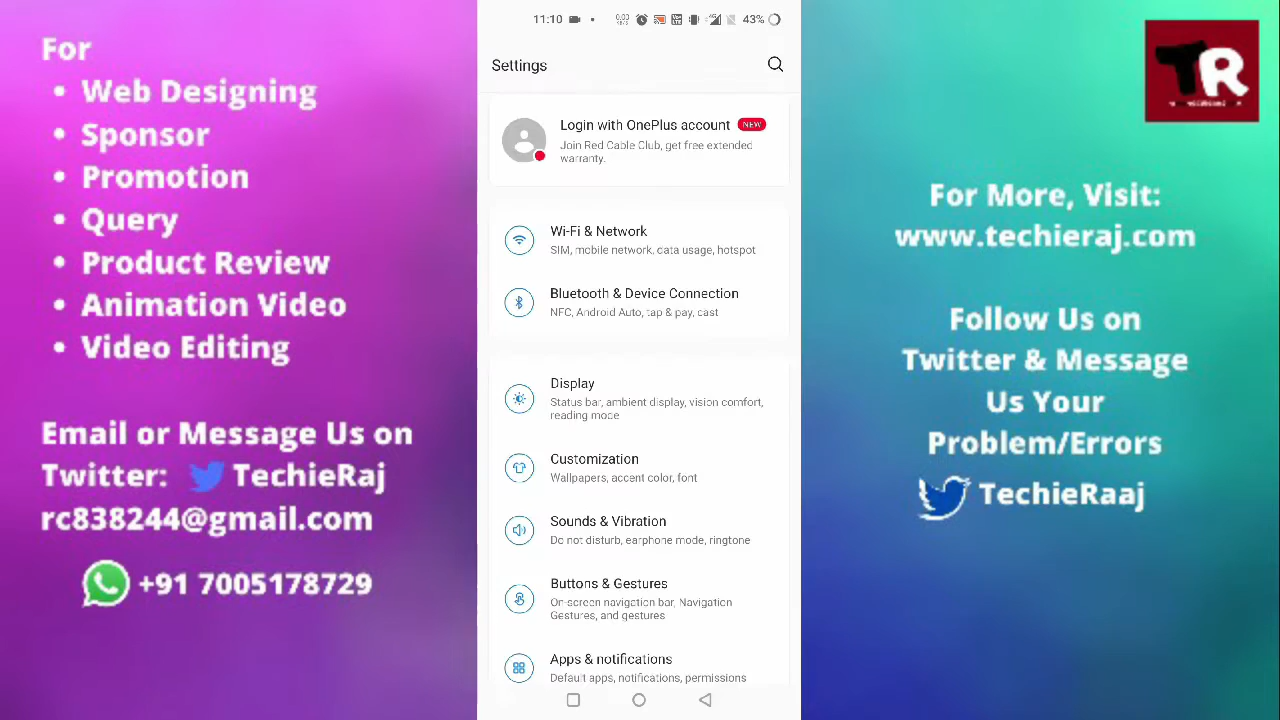 For
• Web Designing
• Sponsor
• Promotion
• Query
• Product Review
• Animation Video
• Video Editing
Email or Message Us on
Twitter: TechieRaj
rc838244@gmail.com
+91 7005178729
11:10
43%
Settings
Login with OnePlus account NEW
Join Red Cable Club, get free extended
warranty.
Wi-Fi & Network
SIM, mobile network, data usage, hotspot
Bluetooth & Device Connection
NFC, Android Auto, tap & pay, cast
Display
Status bar, ambient display, vision comfort,
reading mode
Customization
Wallpapers, accent color, font
Sounds & Vibration
Do not disturb, earphone mode, ringtone
Buttons & Gestures
On-screen navigation bar, Navigation
Gestures, and gestures
Apps & notifications
Default apps, notifications, permissions
TR
For More, Visit:
www.techieraj.com
Follow Us on
Twitter & Message
Us Your
Problem/Errors
TechieRaaj